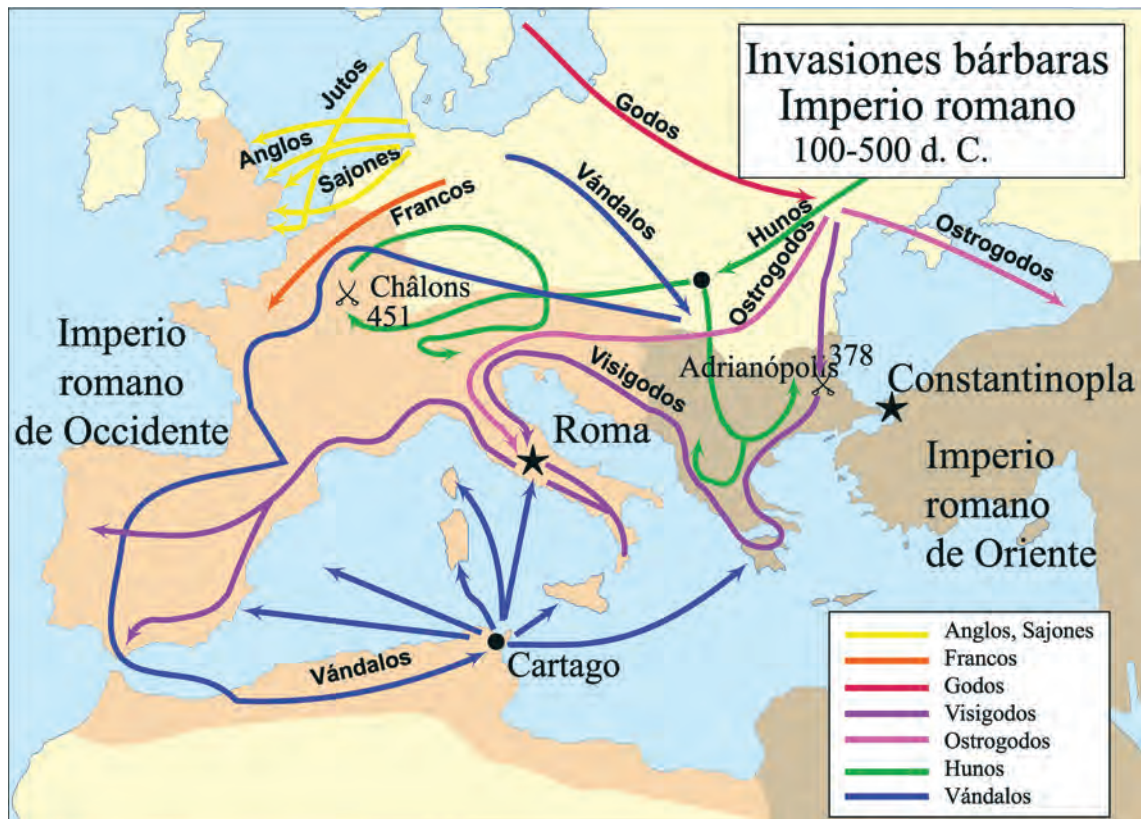 Invasiones bárbaras
Imperio romano
100-500 d. C.
Jutos
Anglos
Sajones
Francos
Godos
Vándalos
Hunos
Ostrogodos
Ostrogodos
Châlons
451
Imperio
romano
de Occidente
Visigodos
Adrianópolis
378
Constantinopla
Roma
Imperio
romano
de Oriente
Vándalos
Cartago
Anglos, Sajones
Francos
Godos
Visigodos
Ostrogodos
Hunos
Vándalos